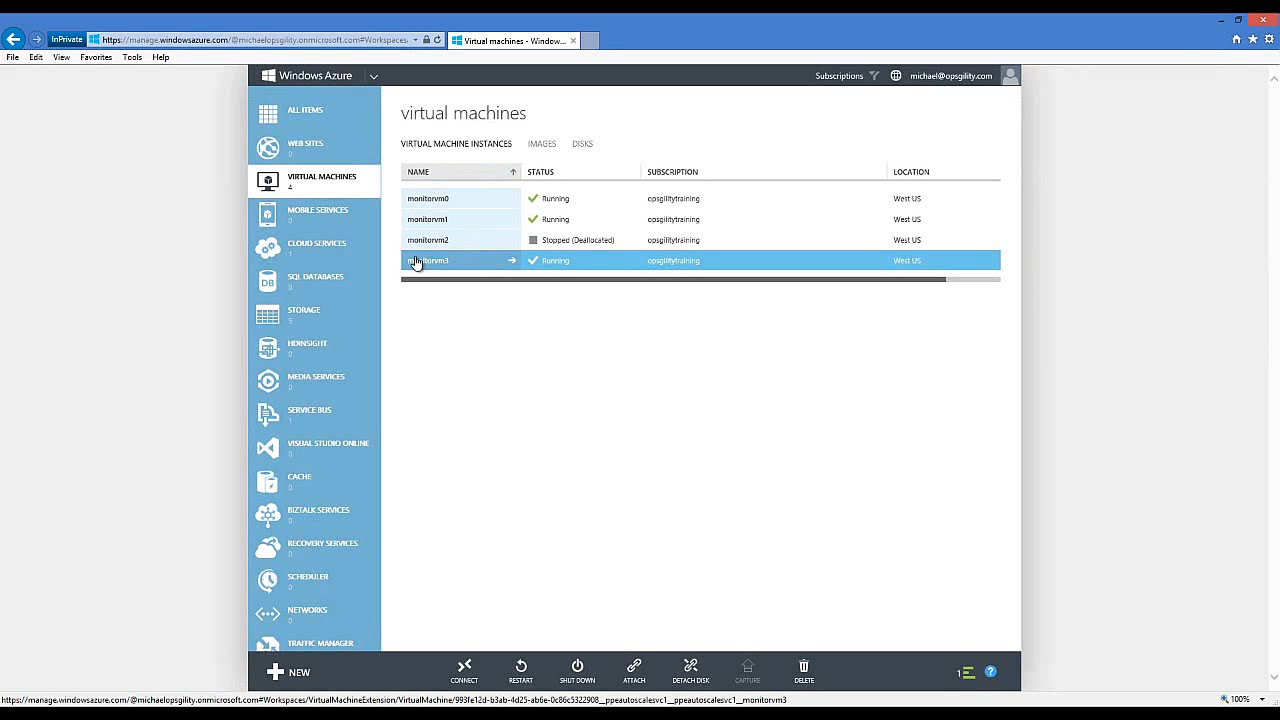 InPrivate
https://manage.windowsazure.com/@michaelopsgility.onmicrosoft.com#Workspaces
Virtual machines - Window...
File Edit View Favorites Tools Help
Windows Azure
Subscriptions
michael@opsgility.com
ALL ITEMS
WEB SITES
0
VIRTUAL MACHINES
4
MOBILE SERVICES
0
CLOUD SERVICES
1
SQL DATABASES
0
STORAGE
5
HDINSIGHT
0
MEDIA SERVICES
0
SERVICE BUS
1
VISUAL STUDIO ONLINE
0
CACHE
0
BIZTALK SERVICES
0
RECOVERY SERVICES
0
SCHEDULER
0
NETWORKS
0
TRAFFIC MANAGER
virtual machines
VIRTUAL MACHINE INSTANCES IMAGES DISKS
NAME STATUS SUBSCRIPTION LOCATION
monitorvm0 Running opsgilitytraining West US
monitorvm1 Running opsgilitytraining West US
monitorvm2 Stopped (Deallocated) opsgilitytraining West US
monitorvm3 Running opsgilitytraining West US
NEW
CONNECT RESTART SHUT DOWN ATTACH DETACH DISK CAPTURE DELETE
1
https://manage.windowsazure.com/@michaelopsgility.onmicrosoft.com#Workspaces/VirtualMachineExtension/VirtualMachine/993fe12d-b3ab-4d25-ab6e-0c86c5322908__ppeautoscalesvc1__ppeautoscalesvc1__monitorvm3
100%